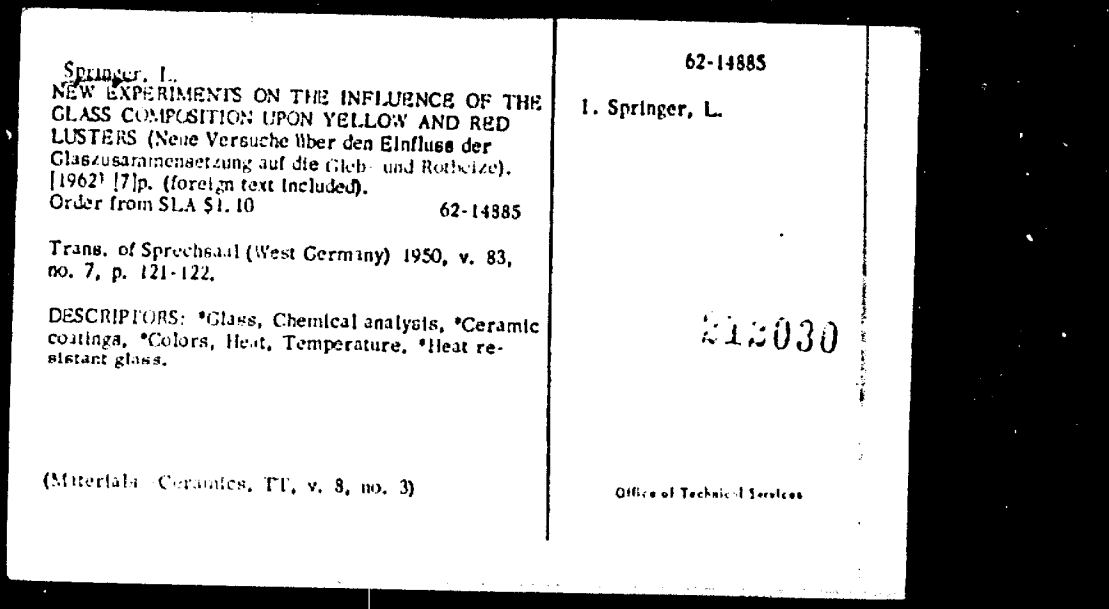 Springer, L.
NEW EXPERIMENTS ON THE INFLUENCE OF THE
GLASS COMPOSITION UPON YELLOW AND RED
LUSTERS (Neue Versuche über den Einfluss der
Glaszusammensetzung auf die Gleb- und Rotbeize).
[1962] [7]p. (foreign text included).
Order from SLA $1.10 62-14885
Trans. of Sprechsaal (West Germany) 1950, v. 83,
no. 7, p. 121-122.
DESCRIPTORS: *Glass, Chemical analysis, *Ceramic
coatings, *Colors, Heat, Temperature, *Heat re-
sistant glass.
(Materials--Ceramics, TT, v. 8, no. 3)
62-14885
1. Springer, L.
212030
Office of Technical Services